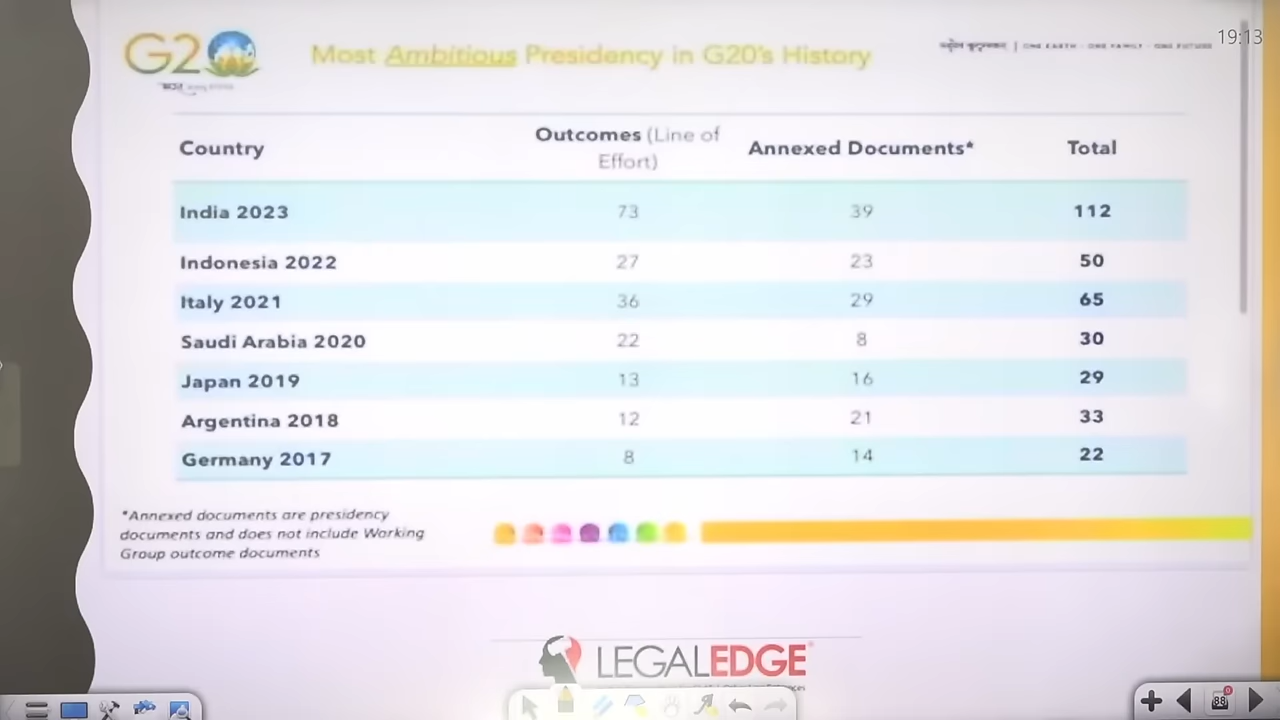 G20
Most Ambitious Presidency in G20's History
वसुधैव कुटुम्बकम् | ONE EARTH · ONE FAMILY · ONE FUTURE
19:13
Country Outcomes (Line of Effort) Annexed Documents* Total
India 2023 73 39 112
Indonesia 2022 27 23 50
Italy 2021 36 29 65
Saudi Arabia 2020 22 8 30
Japan 2019 13 16 29
Argentina 2018 12 21 33
Germany 2017 8 14 22
*Annexed documents are presidency
documents and does not include Working
Group outcome documents
LEGALEDGE
88